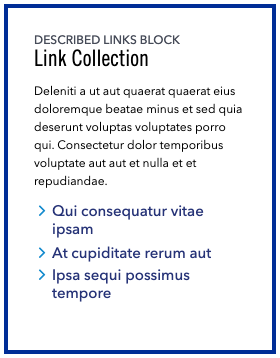 DESCRIBED LINKS BLOCK
Link Collection
Deleniti a ut aut quaerat quaerat eius
doloremque beatae minus et sed quia
deserunt voluptas voluptates porro
qui. Consectetur dolor temporibus
voluptate aut aut et nulla et et
repudiandae.
Qui consequatur vitae
ipsam
At cupiditate rerum aut
Ipsa sequi possimus
tempore